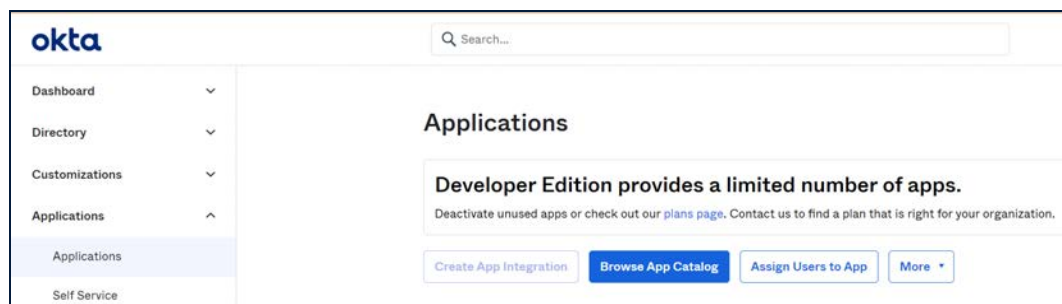 okta
Search...
Dashboard
Directory
Customizations
Applications
Applications
Self Service
Applications
Developer Edition provides a limited number of apps.
Deactivate unused apps or check out our plans page. Contact us to find a plan that is right for your organization.
Create App Integration
Browse App Catalog
Assign Users to App
More